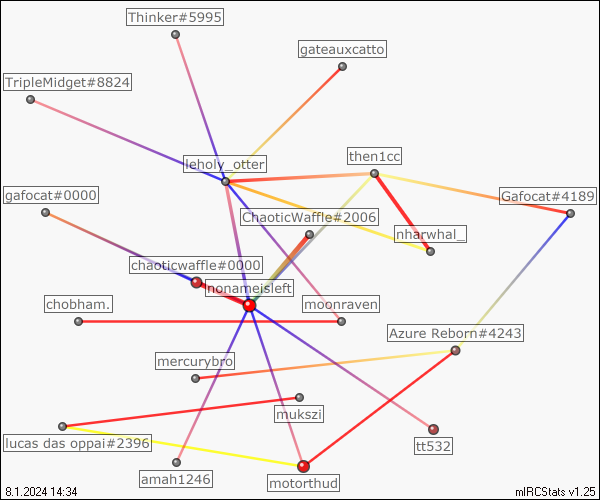 Thinker#5995
gateauxcatto
TripleMidget#8824
then1cc
leholy_otter
gafocat#0000
Gafocat#4189
ChaoticWaffle#2006
nharwhal_
chaoticwaffle#0000
nonameisleft
chobham.
moonraven
Azure Reborn#4243
mercurybro
mukszi
lucas das oppai#2396
tt532
amah1246
motorthud
8.1.2024 14:34
mIRCStats v1.25